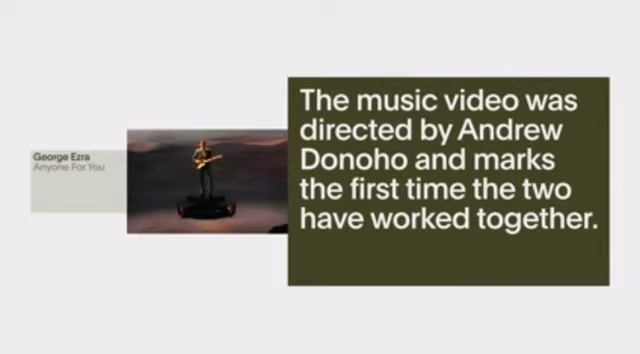 George Ezra
Anyone For You
The music video was
directed by Andrew
Donoho and marks
the first time the two
have worked together.